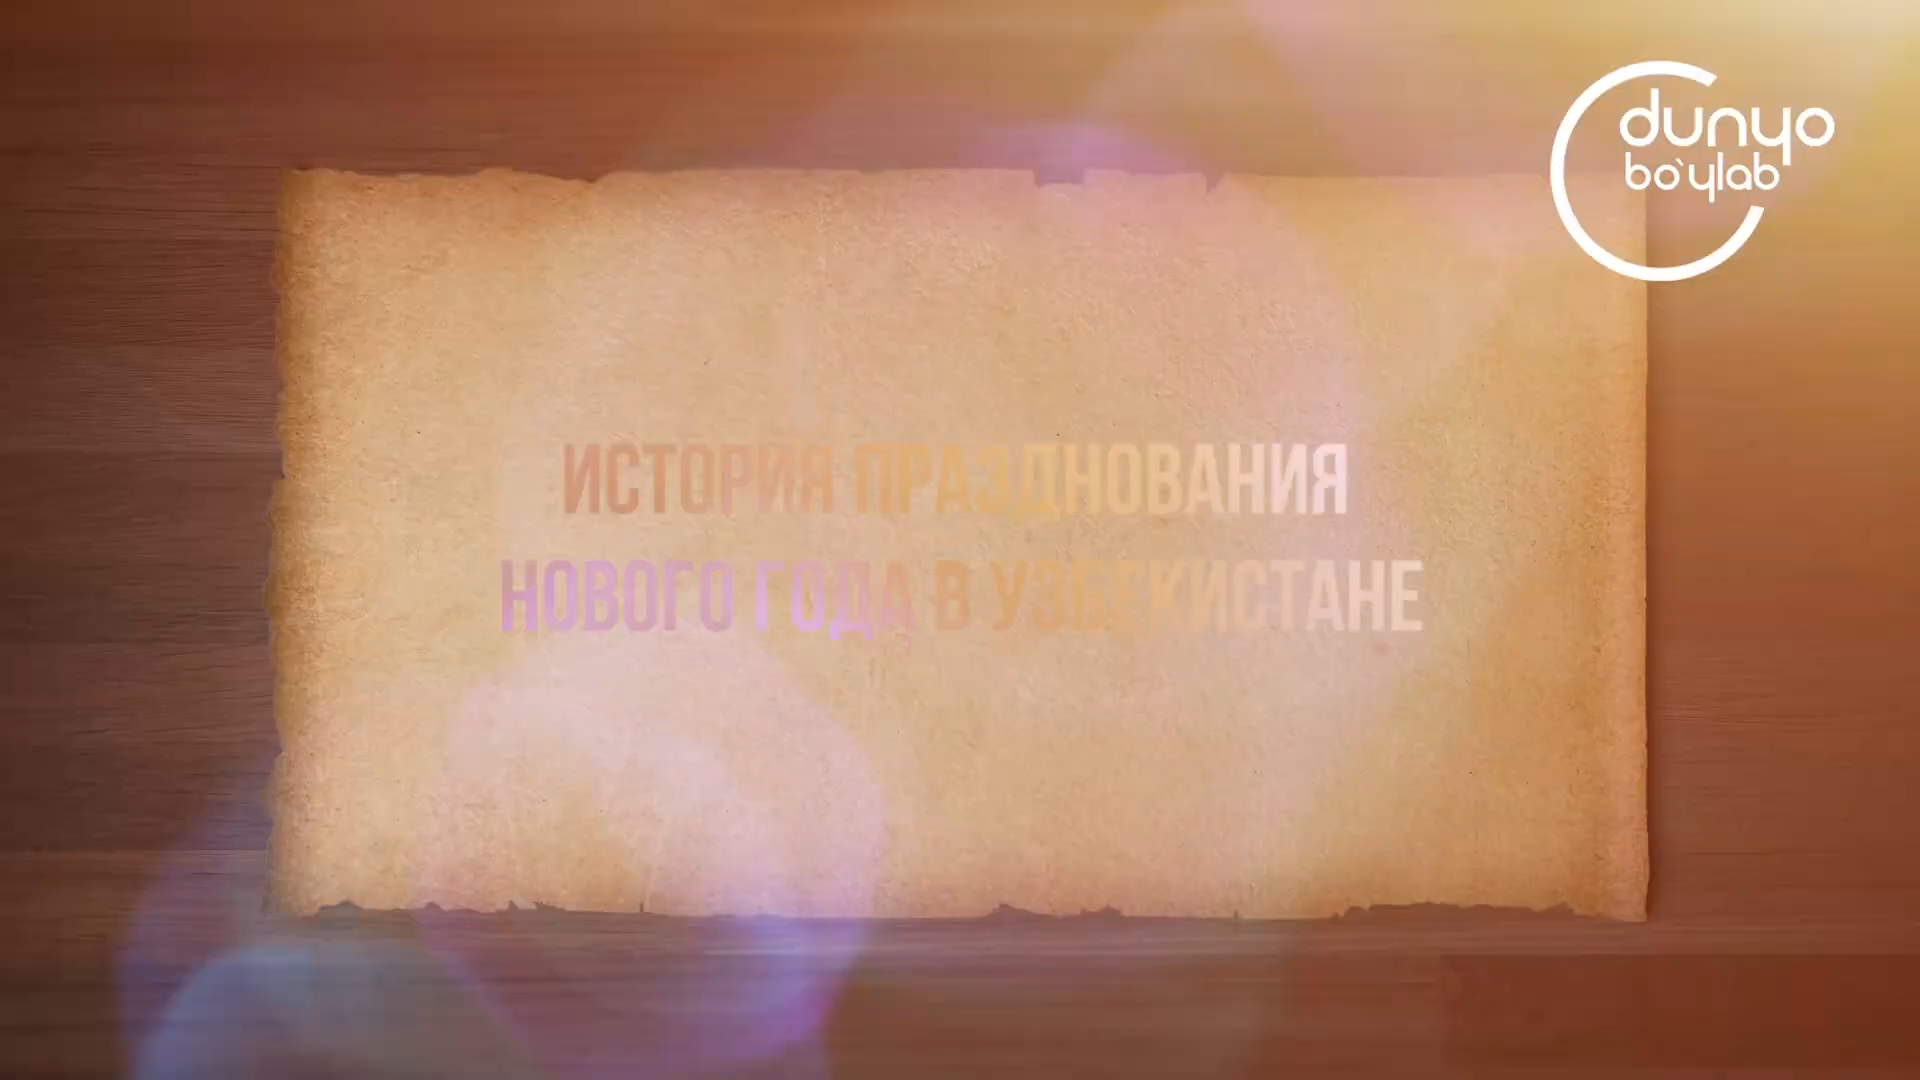 dunyo
bo`ylab
ИСТОРИЯ ПРАЗДНОВАНИЯ
НОВОГО ГОДА В УЗБЕКИСТАНЕ